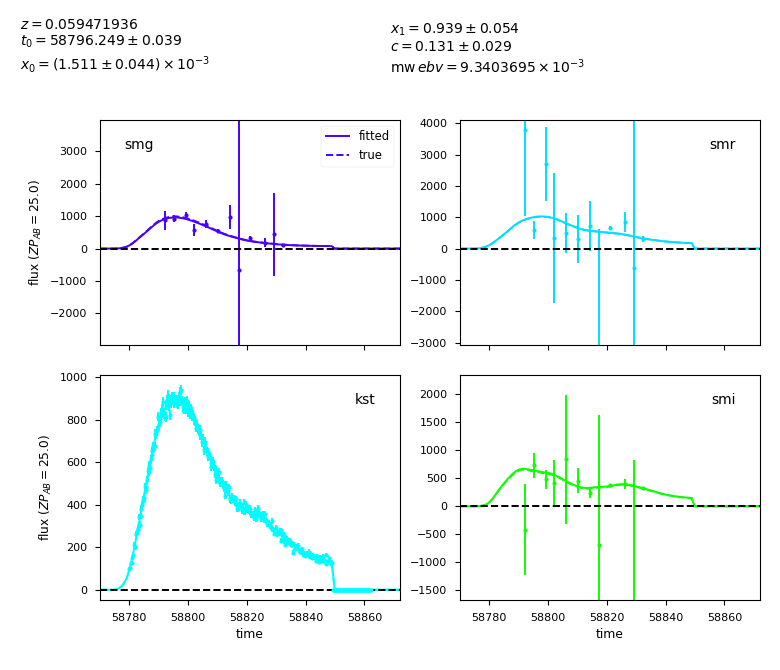 z = 0.059471936
t₀ = 58796.249 ± 0.039
x₀ = (1.511 ± 0.044) × 10⁻³
x₁ = 0.939 ± 0.054
c = 0.131 ± 0.029
mw ebv = 9.3403695 × 10⁻³
smg
fitted
true
3000
2000
1000
0
−1000
−2000
flux (ZP_AB = 25.0)
smr
4000
3000
2000
1000
0
−1000
−2000
−3000
kst
1000
800
600
400
200
0
flux (ZP_AB = 25.0)
58780 58800 58820 58840 58860
time
smi
2000
1500
1000
500
0
−500
−1000
−1500
58780 58800 58820 58840 58860
time